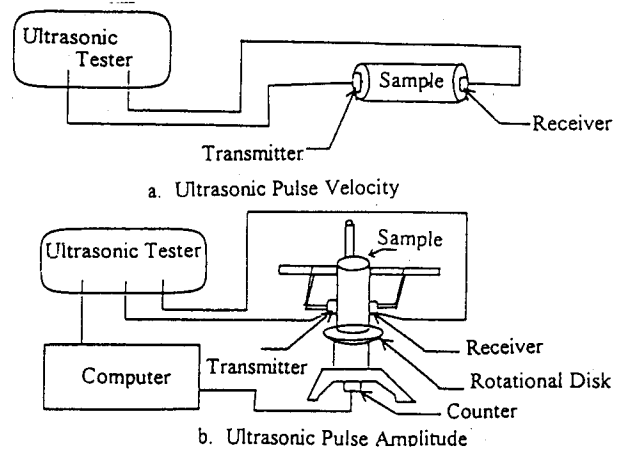 Ultrasonic
Tester
Sample
Receiver
Transmitter
a. Ultrasonic Pulse Velocity
Ultrasonic Tester
Sample
Transmitter
Receiver
Computer
Rotational Disk
Counter
b. Ultrasonic Pulse Amplitude